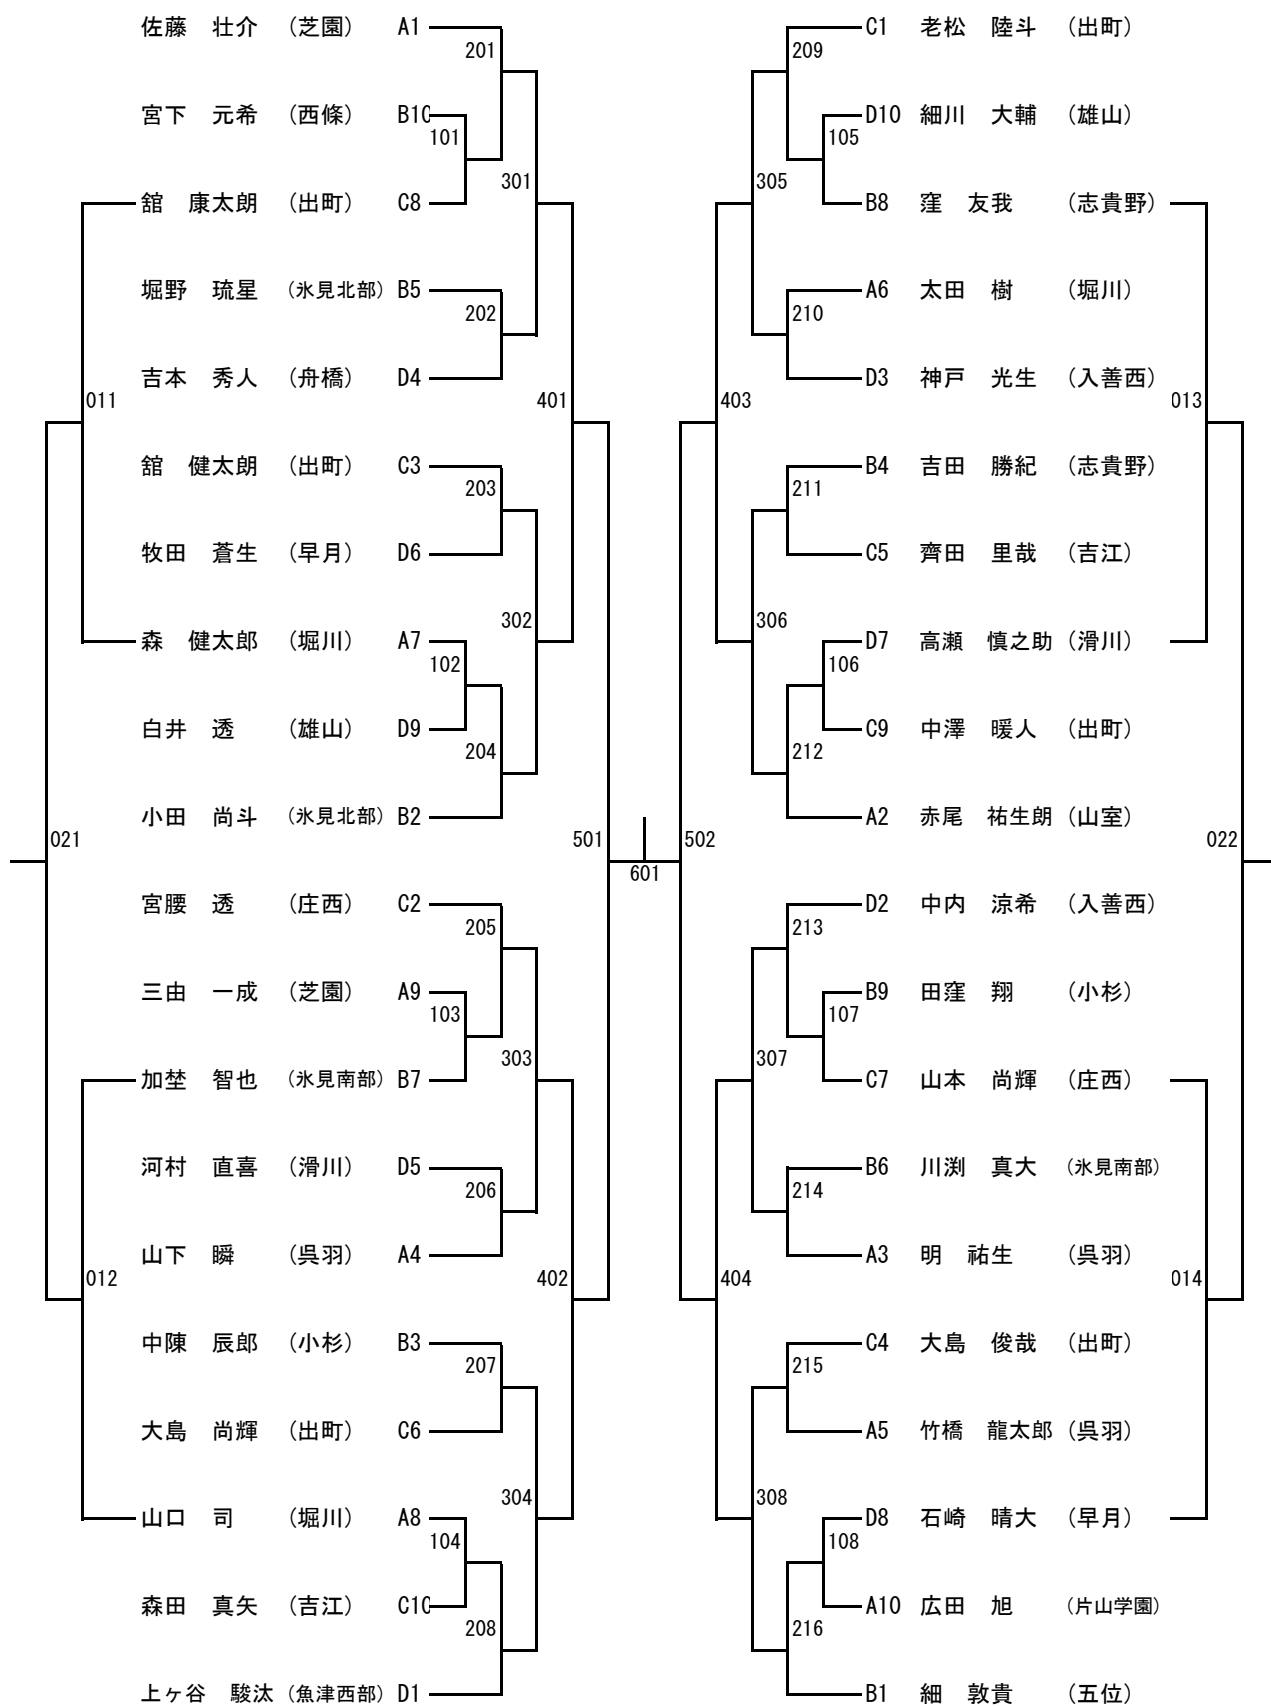 佐藤　壮介　（芝園）　A1
201
宮下　元希　（西條）　B10
101
舘　康太朗　（出町）　C8
301
堀野　琉星　（氷見北部）　B5
202
吉本　秀人　（舟橋）　D4
011
401
舘　健太朗　（出町）　C3
203
牧田　蒼生　（早月）　D6
302
森　健太郎　（堀川）　A7
102
白井　透　（雄山）　D9
204
小田　尚斗　（氷見北部）　B2
021
501
601
宮腰　透　（庄西）　C2
205
三由　一成　（芝園）　A9
103
303
加埜　智也　（氷見南部）　B7
河村　直喜　（滑川）　D5
206
山下　瞬　（呉羽）　A4
012
402
中陳　辰郎　（小杉）　B3
207
大島　尚輝　（出町）　C6
304
山口　司　（堀川）　A8
104
森田　真矢　（吉江）　C10
208
上ヶ谷　駿汰　（魚津西部）　D1
C1　老松　陸斗　（出町）
209
D10　細川　大輔　（雄山）
105
305
B8　窪　友我　（志貴野）
A6　太田　樹　（堀川）
210
D3　神戸　光生　（入善西）
403
013
B4　吉田　勝紀　（志貴野）
211
C5　齊田　里哉　（吉江）
306
D7　高瀬　慎之助　（滑川）
106
C9　中澤　暖人　（出町）
212
A2　赤尾　祐生朗　（山室）
502
022
D2　中内　涼希　（入善西）
213
B9　田窪　翔　（小杉）
107
307
C7　山本　尚輝　（庄西）
B6　川渕　真大　（氷見南部）
214
A3　明　祐生　（呉羽）
404
014
C4　大島　俊哉　（出町）
215
A5　竹橋　龍太郎　（呉羽）
308
D8　石崎　晴大　（早月）
108
A10　広田　旭　（片山学園）
216
B1　細　敦貴　（五位）